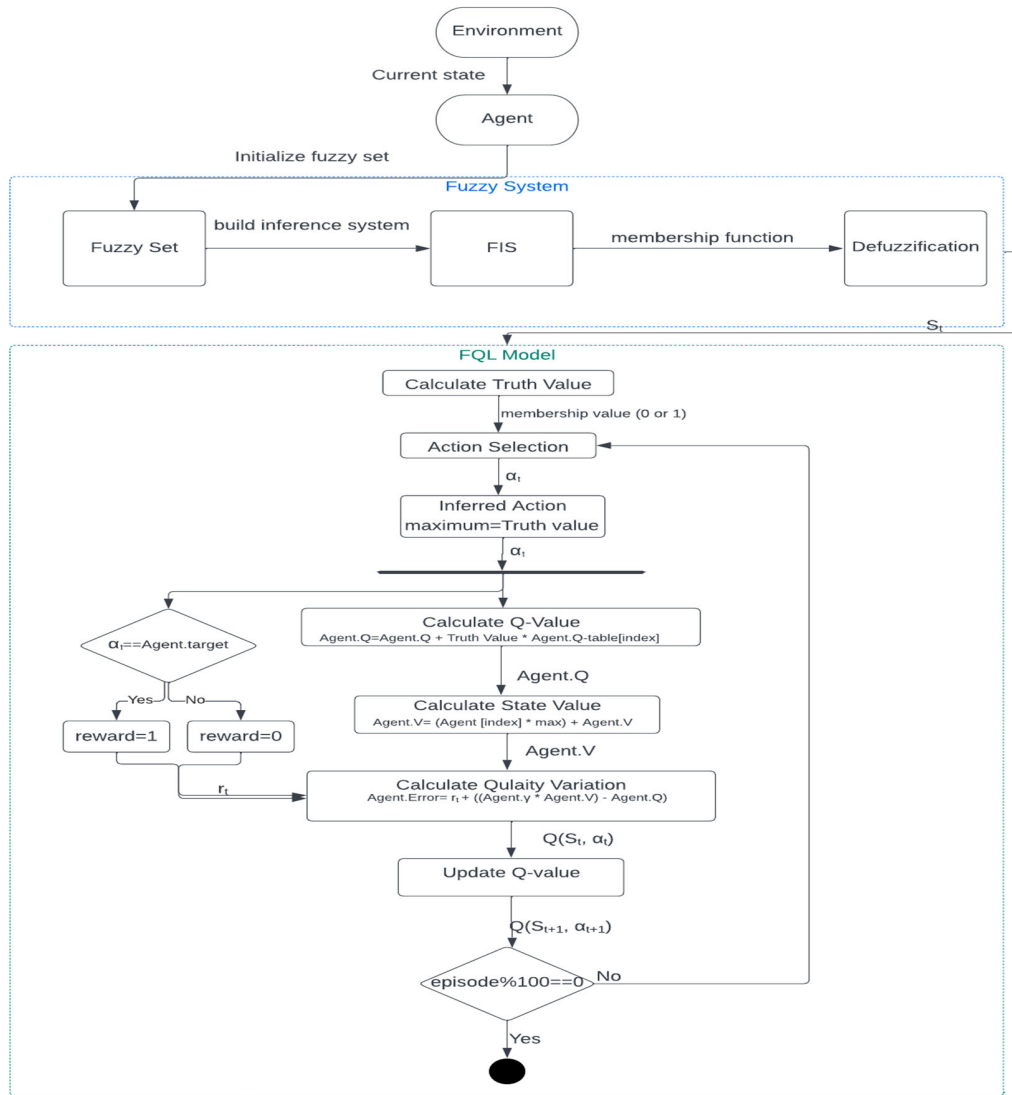 Environment
Current state
Agent
Initialize fuzzy set
Fuzzy System
Fuzzy Set
build inference system
FIS
membership function
Defuzzification
Sₜ
FQL Model
Calculate Truth Value
membership value (0 or 1)
Action Selection
αₜ
Inferred Action
maximum=Truth value
αₜ
αₜ==Agent.target
Yes
No
reward=1
reward=0
rₜ
Calculate Q-Value
Agent.Q=Agent.Q + Truth Value * Agent.Q-table[index]
Agent.Q
Calculate State Value
Agent.V= (Agent [index] * max) + Agent.V
Agent.V
Calculate Qulaity Variation
Agent.Error= rₜ + ((Agent.γ * Agent.V) - Agent.Q)
Q(Sₜ, αₜ)
Update Q-value
Q(Sₜ₊₁, αₜ₊₁)
episode%100==0
No
Yes